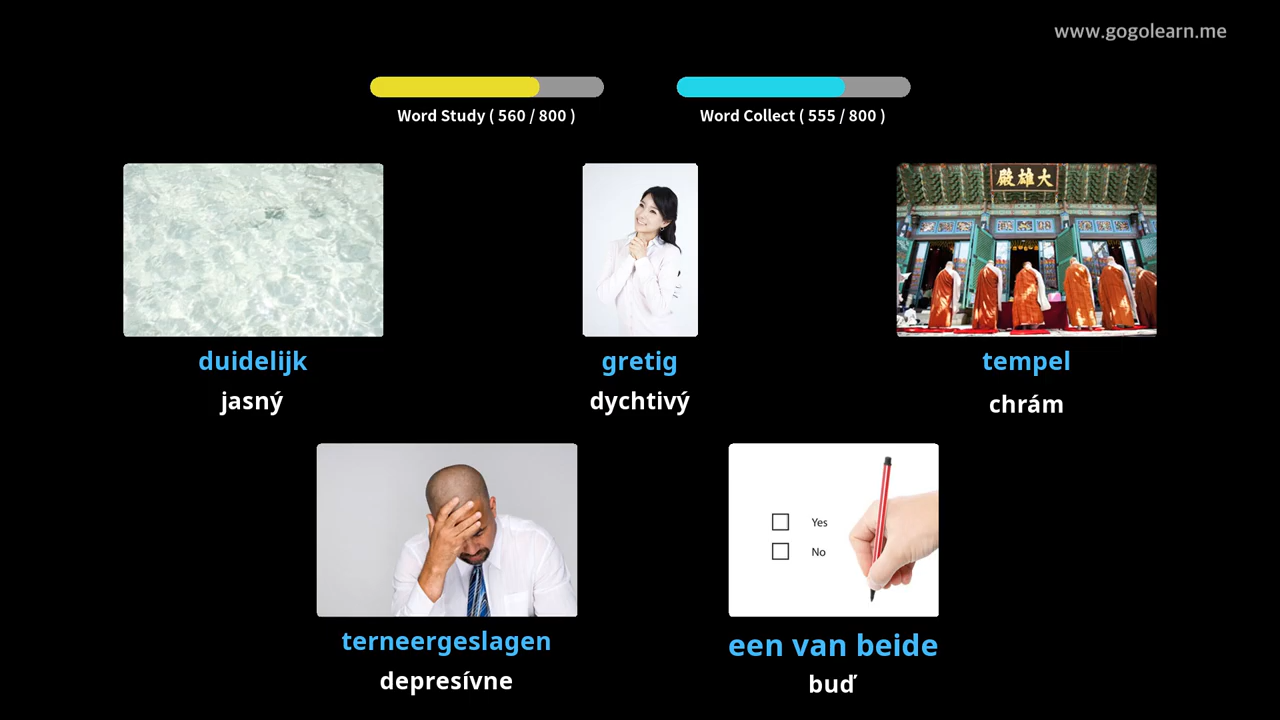 www.gogolearn.me
Word Study ( 560 / 800 )
Word Collect ( 555 / 800 )
大雄殿
duidelijk
jasný
gretig
dychtivý
tempel
chrám
Yes
No
terneergeslagen
depresívne
een van beide
buď